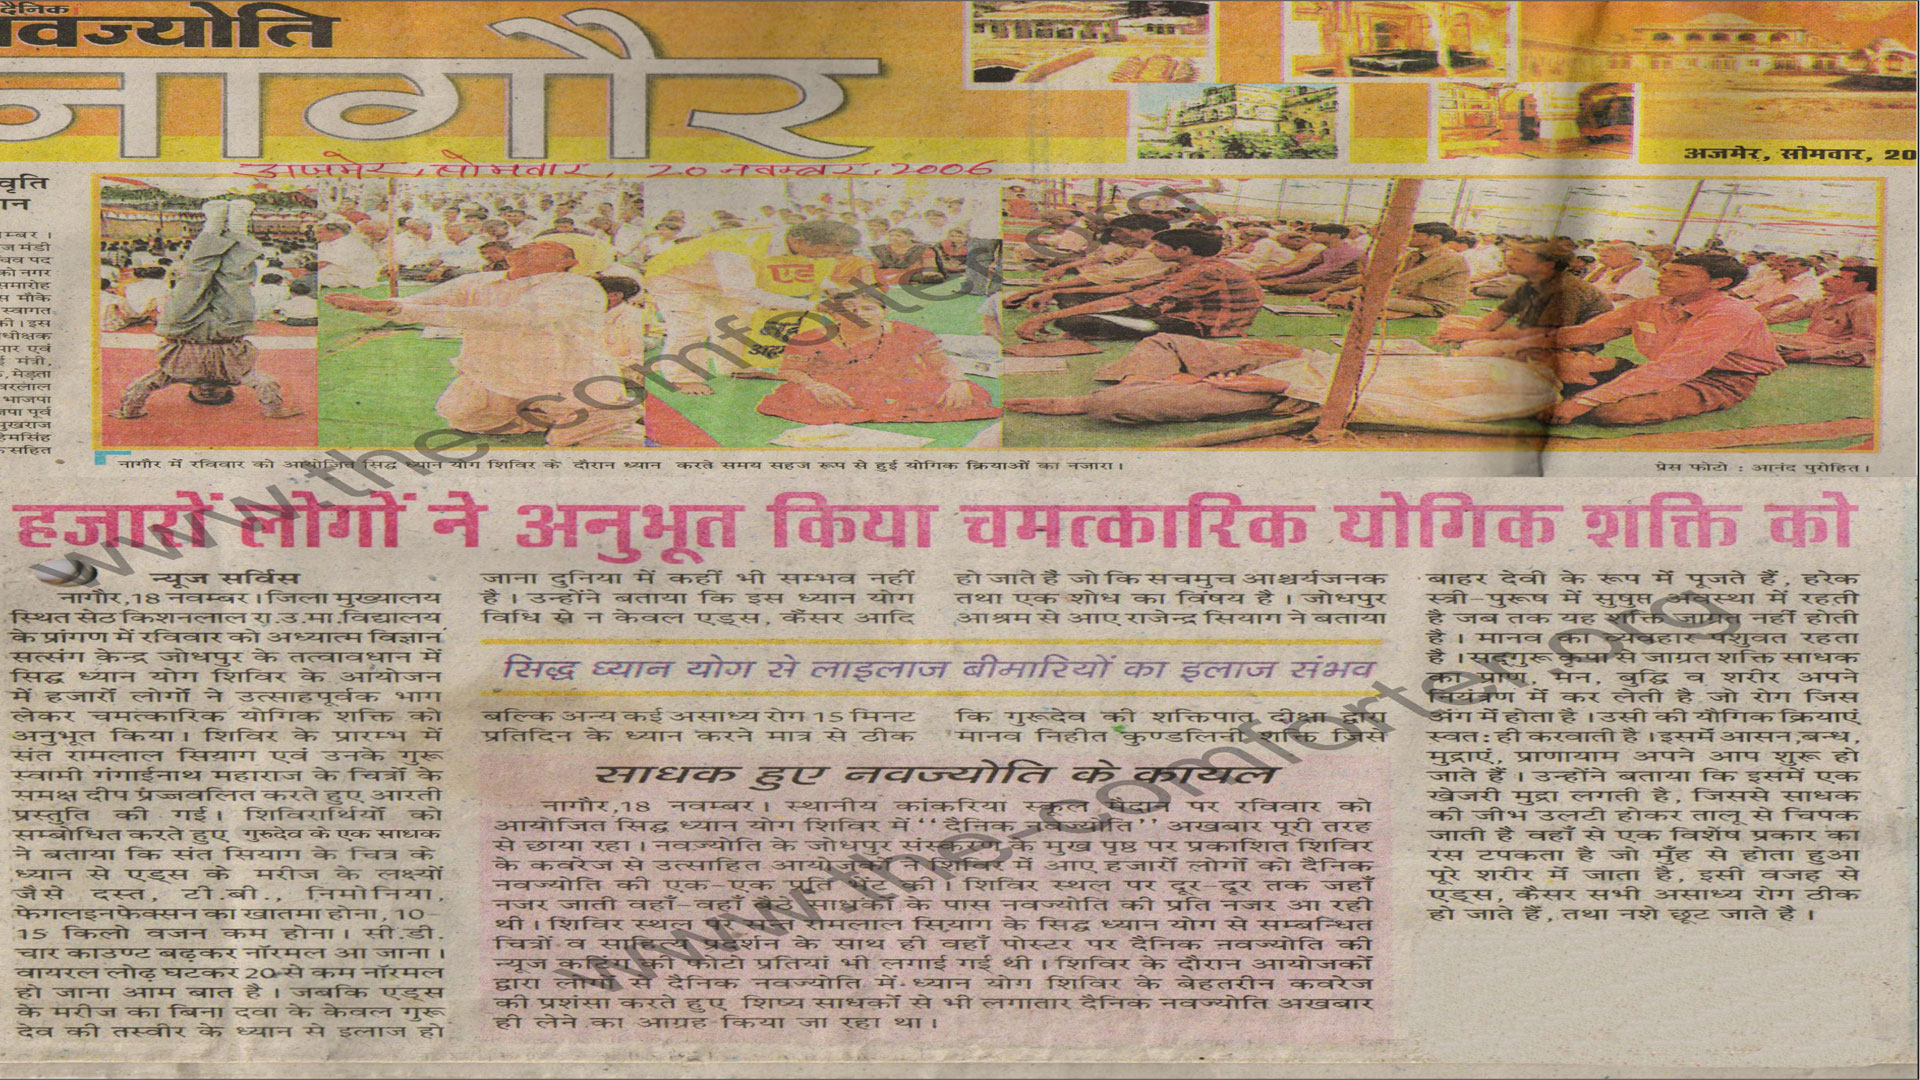 दैनिक
नवज्योति
नागौर
अजमेर, सोमवार, 20 नवम्बर, 2006
अजमेर, सोमवार, 20
वृति
ान
म्बर ।
ज मंडी
चिव पद
को नगर
समारोह
स मौके
स्वागत
की। इस
धीक्षक
पार एवं
मंत्री,
मेड़ता
वरलाल
भाजपा
जपा पूर्व
मुखराज
हेमसिंह
सहित
नागौर में रविवार को आयोजित सिद्ध ध्यान योग शिविर के दौरान ध्यान करते समय सहज रूप से हुई योगिक क्रियाओं का नजारा।
प्रेस फोटो : आनंद पुरोहित।
हजारों लोगों ने अनुभूत किया चमत्कारिक योगिक शक्ति को
न्यूज सर्विस
नागौर,18 नवम्बर। जिला मुख्यालय
स्थित सेठ किशनलाल रा.उ.मा.विद्यालय
के प्रांगण में रविवार को अध्यात्म विज्ञान
सत्संग केन्द्र जोधपुर के तत्वावधान में
सिद्ध ध्यान योग शिविर के आयोजन
में हजारों लोगों ने उत्साहपूर्वक भाग
लेकर चमत्कारिक योगिक शक्ति को
अनुभूत किया। शिविर के प्रारम्भ में
संत रामलाल सियाग एवं उनके गुरू
स्वामी गंगाईनाथ महाराज के चित्रों के
समक्ष दीप प्रंज्जवलित करते हुए आरती
प्रस्तुति की गई। शिविरार्थियों को
सम्बोधित करते हुए गुरुदेव के एक साधक
ने बताया कि संत सियाग के चित्र के
ध्यान से एड्स के मरीज के लक्ष्यों
जैसे दस्त, टी.बी., निमोनिया,
फेगलइनफेक्सन का खातमा होना, 10-
15 किलो वजन कम होना। सी.डी.
चार काउण्ट बढ़कर नॉरमल आ जाना।
वायरल लोढ़ घटकर 20 से कम नॉरमल
हो जाना आम बात है। जबकि एड्स
के मरीज का बिना दवा के केवल गुरू
देव की तस्वीर के ध्यान से इलाज हो
जाना दुनिया में कहीं भी सम्भव नहीं
है। उन्होंने बताया कि इस ध्यान योग
विधि से न केवल एड्स, कैंसर आदि
हो जाते है जो कि सचमुच आश्चर्यजनक
तथा एक शोध का विषय है। जोधपुर
आश्रम से आए राजेन्द्र सियाग ने बताया
सिद्ध ध्यान योग से लाइलाज बीमारियों का इलाज संभव
बल्कि अन्य कई असाध्य रोग 15 मिनट
प्रतिदिन के ध्यान करने मात्र से ठीक
कि गुरूदेव की शक्तिपात दीक्षा द्वारा
मानव निहीत कुण्डलिनी शक्ति जिसे
साधक हुए नवज्योति के कायल
नागौर,18 नवम्बर। स्थानीय कांकरिया स्कूल मैदान पर रविवार को
आयोजित सिद्ध ध्यान योग शिविर में ''दैनिक नवज्योति'' अखबार पूरी तरह
से छाया रहा। नवज्योति के जोधपुर संस्करण के मुख पृष्ठ पर प्रकाशित शिविर
के कवरेज से उत्साहित आयोजकों ने शिविर में आए हजारों लोगों को दैनिक
नवज्योति की एक-एक प्रति भेंट की। शिविर स्थल पर दूर-दूर तक जहाँ
नजर जाती वहाँ-वहाँ बैठे साधकों के पास नवज्योति की प्रति नजर आ रही
थी। शिविर स्थल पर संत रामलाल सियाग के सिद्ध ध्यान योग से सम्बन्धित
चित्रों व साहित्य प्रदर्शन के साथ ही वहाँ पोस्टर पर दैनिक नवज्योति की
न्यूज कटिंग की फोटो प्रतियां भी लगाई गई थी। शिविर के दौरान आयोजकों
द्वारा लोगों से दैनिक नवज्योति में ध्यान योग शिविर के बेहतरीन कवरेज
की प्रशंसा करते हुए शिष्य साधकों से भी लगातार दैनिक नवज्योति अखबार
ही लेने का आग्रह किया जा रहा था।
बाहर देवी के रूप में पूजते हैं, हरेक
स्त्री-पुरूष में सुषुप्त अवस्था में रहती
है जब तक यह शक्ति जाग्रत नहीं होती
है। मानव का व्यवहार पशुवत रहता
है। सद्गुरू कृपा से जाग्रत शक्ति साधक
का प्राण, मन, बुद्धि व शरीर अपने
नियंत्रण में कर लेती है जो रोग जिस
अंग में होता है। उसी की यौगिक क्रियाएं
स्वत: ही करवाती है। इसमें आसन,बन्ध,
मुद्राएं, प्राणायाम अपने आप शुरू हो
जाते हैं। उन्होंने बताया कि इसमें एक
खेजरी मुद्रा लगती है, जिससे साधक
की जीभ उलटी होकर तालू से चिपक
जाती है वहाँ से एक विशेष प्रकार का
रस टपकता है जो मुँह से होता हुआ
पूरे शरीर में जाता है, इसी वजह से
एड्स, कैसर सभी असाध्य रोग ठीक
हो जाते हैं, तथा नशे छूट जाते है।
www.the-comforter.org
www.the-comforter.org